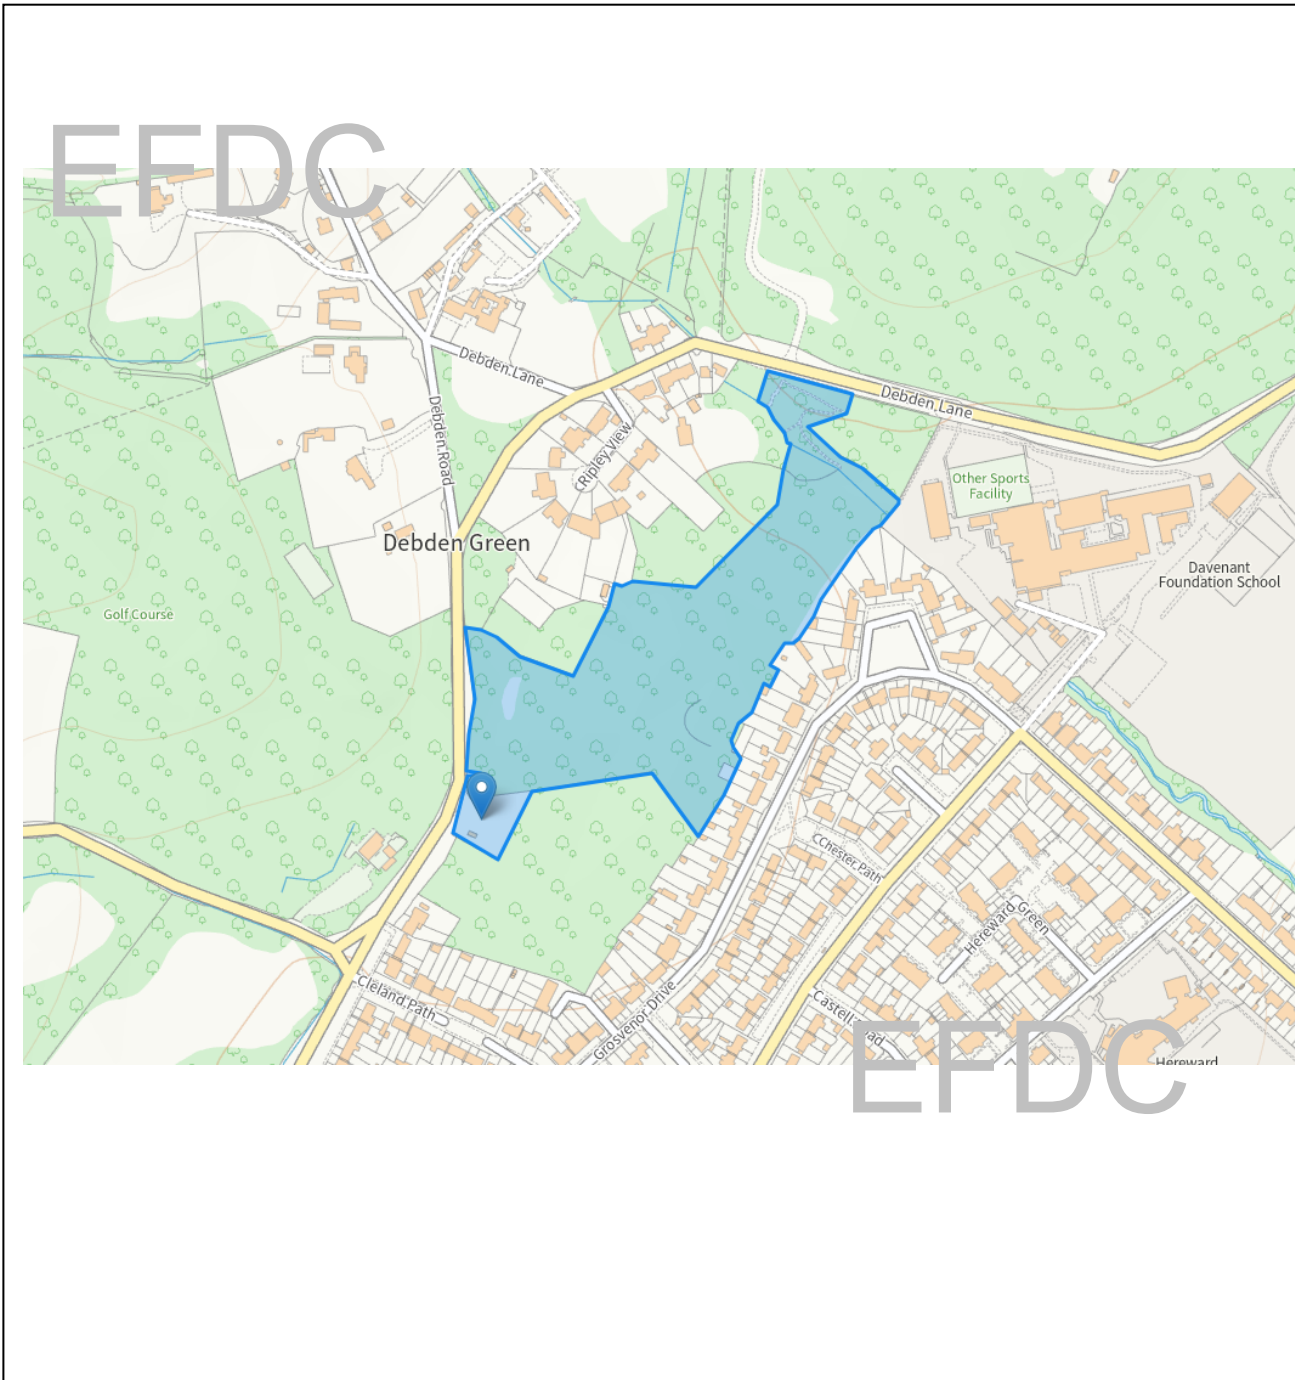 EFDC
Debden Lane
Debden Road
Ripley View
Debden Lane
Other Sports
Facility
Debden Green
Davenant
Foundation School
Golf Course
Chester Path
Hereward Green
Cleland Path
Grosvenor Drive
EFDC
Hereward